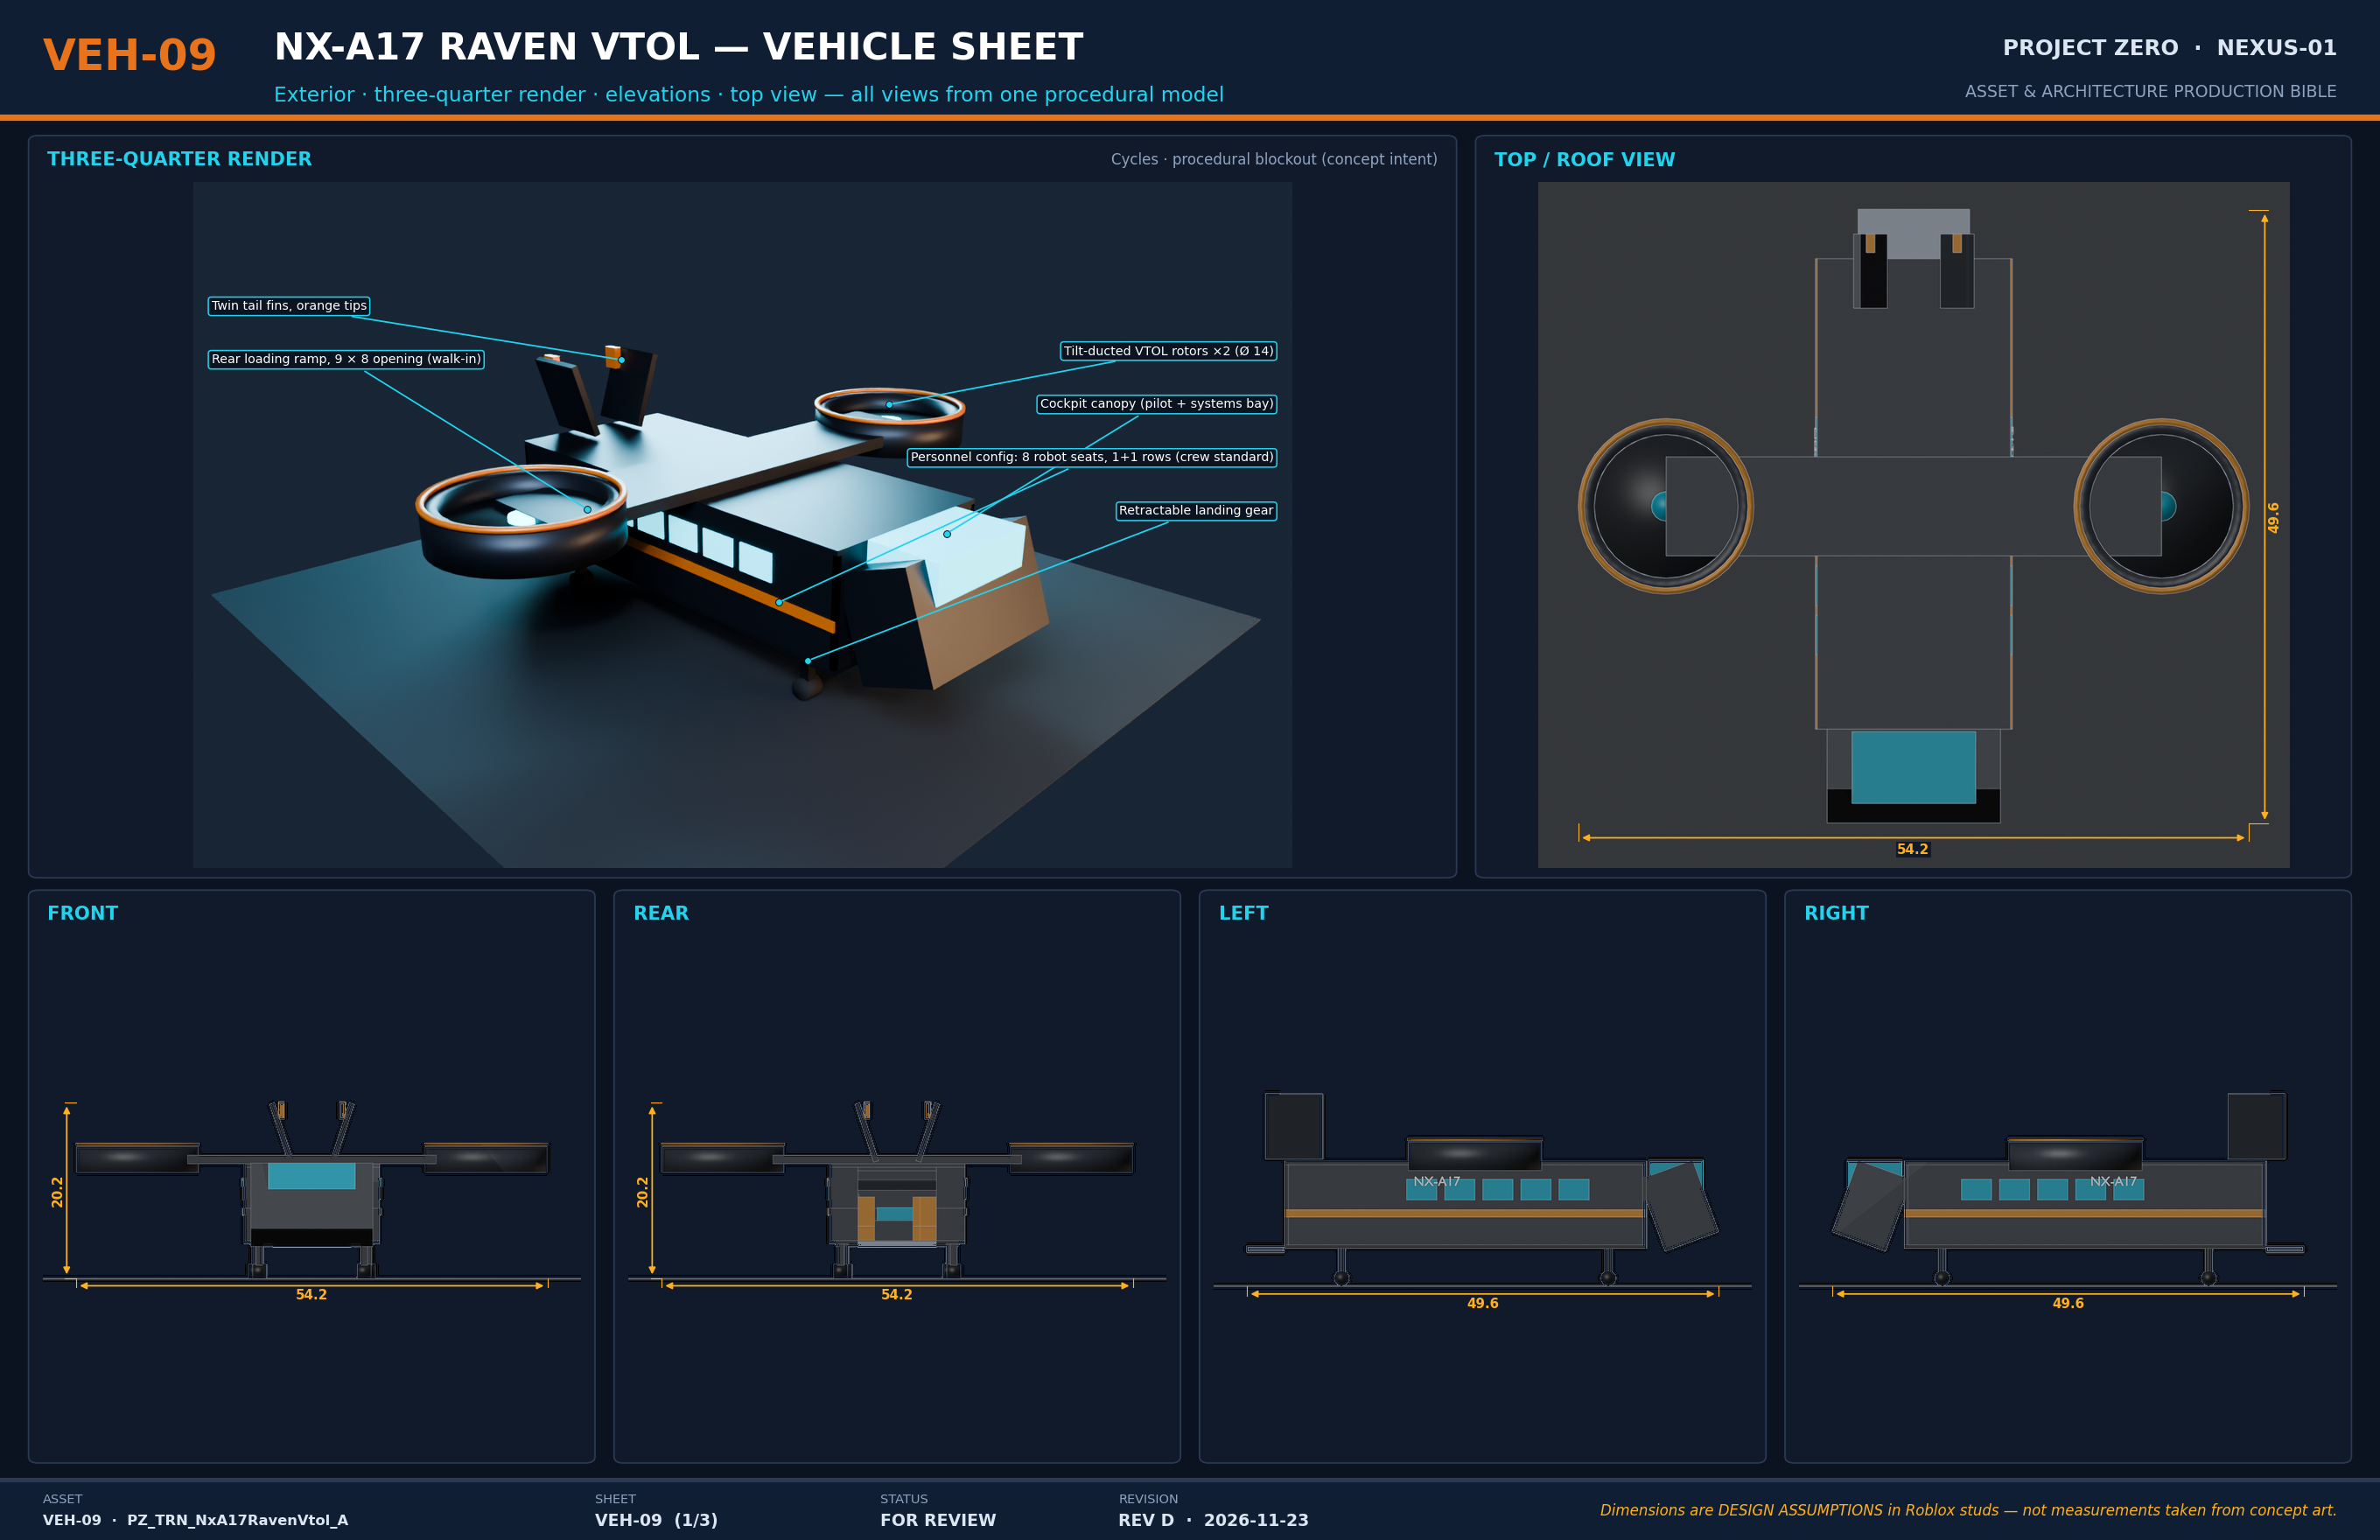 VEH-09
NX-A17 RAVEN VTOL — VEHICLE SHEET
Exterior · three-quarter render · elevations · top view — all views from one procedural model
PROJECT ZERO · NEXUS-01
ASSET & ARCHITECTURE PRODUCTION BIBLE
THREE-QUARTER RENDER
Cycles · procedural blockout (concept intent)
Twin tail fins, orange tips
Rear loading ramp, 9 × 8 opening (walk-in)
Tilt-ducted VTOL rotors ×2 (Ø 14)
Cockpit canopy (pilot + systems bay)
Personnel config: 8 robot seats, 1+1 rows (crew standard)
Retractable landing gear
TOP / ROOF VIEW
49.6
54.2
FRONT
20.2
54.2
REAR
20.2
54.2
LEFT
NX-A17
49.6
RIGHT
NX-A17
49.6
ASSET
VEH-09 · PZ_TRN_NxA17RavenVtol_A
SHEET
VEH-09 (1/3)
STATUS
FOR REVIEW
REVISION
REV D · 2026-11-23
Dimensions are DESIGN ASSUMPTIONS in Roblox studs — not measurements taken from concept art.